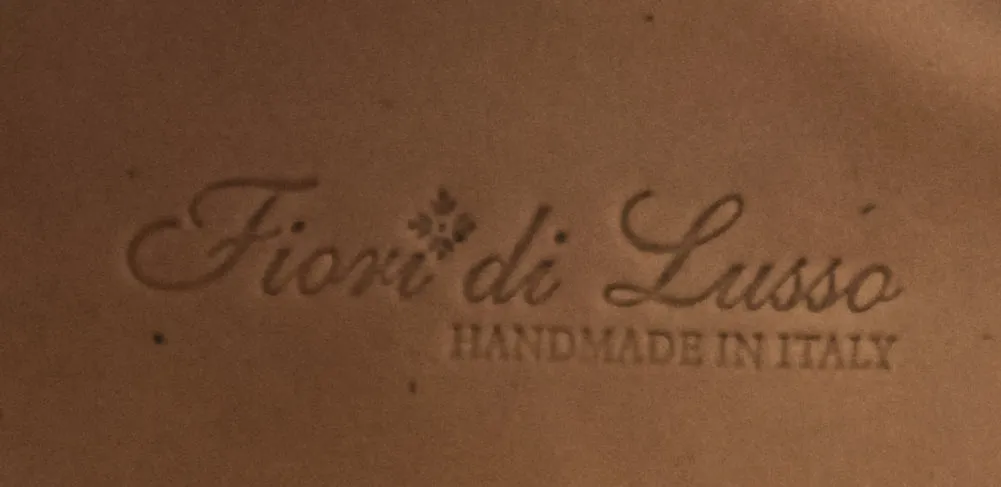 Fiori di Lusso
HANDMADE IN ITALY